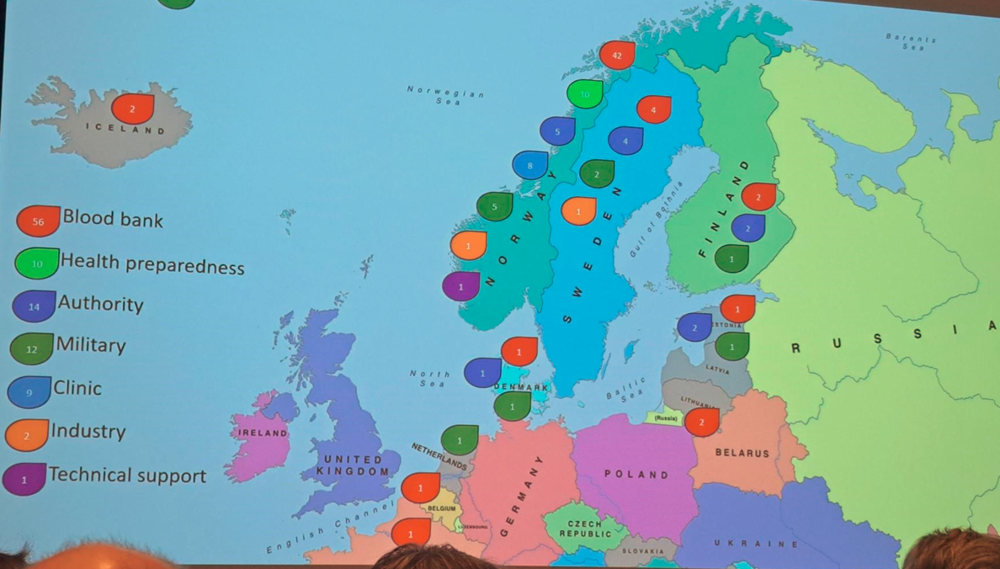 Barents
Sea
42
Norwegian
Sea
10
2
ICELAND
4
5
4
8
2
NORWAY
5
1
SWEDEN
Gulf of Bothnia
FINLAND
2
2
1
56 Blood bank
10 Health preparedness
14 Authority
12 Military
9 Clinic
2 Industry
1 Technical support
1
1
1
2
ESTONIA
1
RUSSIA
LATVIA
LITHUANIA
(Russia)
2
BELARUS
Baltic
Sea
1
1
DENMARK
1
North
Sea
IRELAND
UNITED
KINGDOM
1
NETHERLANDS
1
BELGIUM
LUXEMBOURG
English Channel
1
GERMANY
POLAND
CZECH
REPUBLIC
SLOVAKIA
UKRAINE